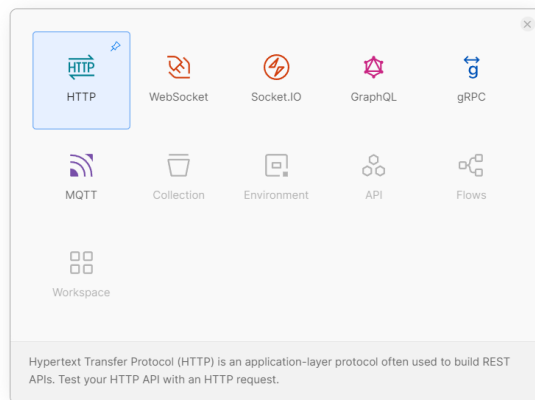 HTTP
HTTP WebSocket Socket.IO GraphQL gRPC
MQTT Collection Environment API Flows
Workspace
Hypertext Transfer Protocol (HTTP) is an application-layer protocol often used to build REST
APIs. Test your HTTP API with an HTTP request.